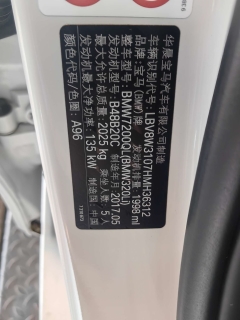 华晨宝马汽车有限公司制造
车辆识别代号: LBV8W3107HMH36312
品牌: 宝马(BMW)牌
整车型号: BMW7200QL(BMW320Li)
发动机型号: B48B20C 制造年月 2017.05
最大允许总质量: 2025 kg 乘坐人数: 5 人
发动机最大净功率: 135 kW 发动机排量: 1998 ml
颜色代码/色圈: A96 制造国: 中国